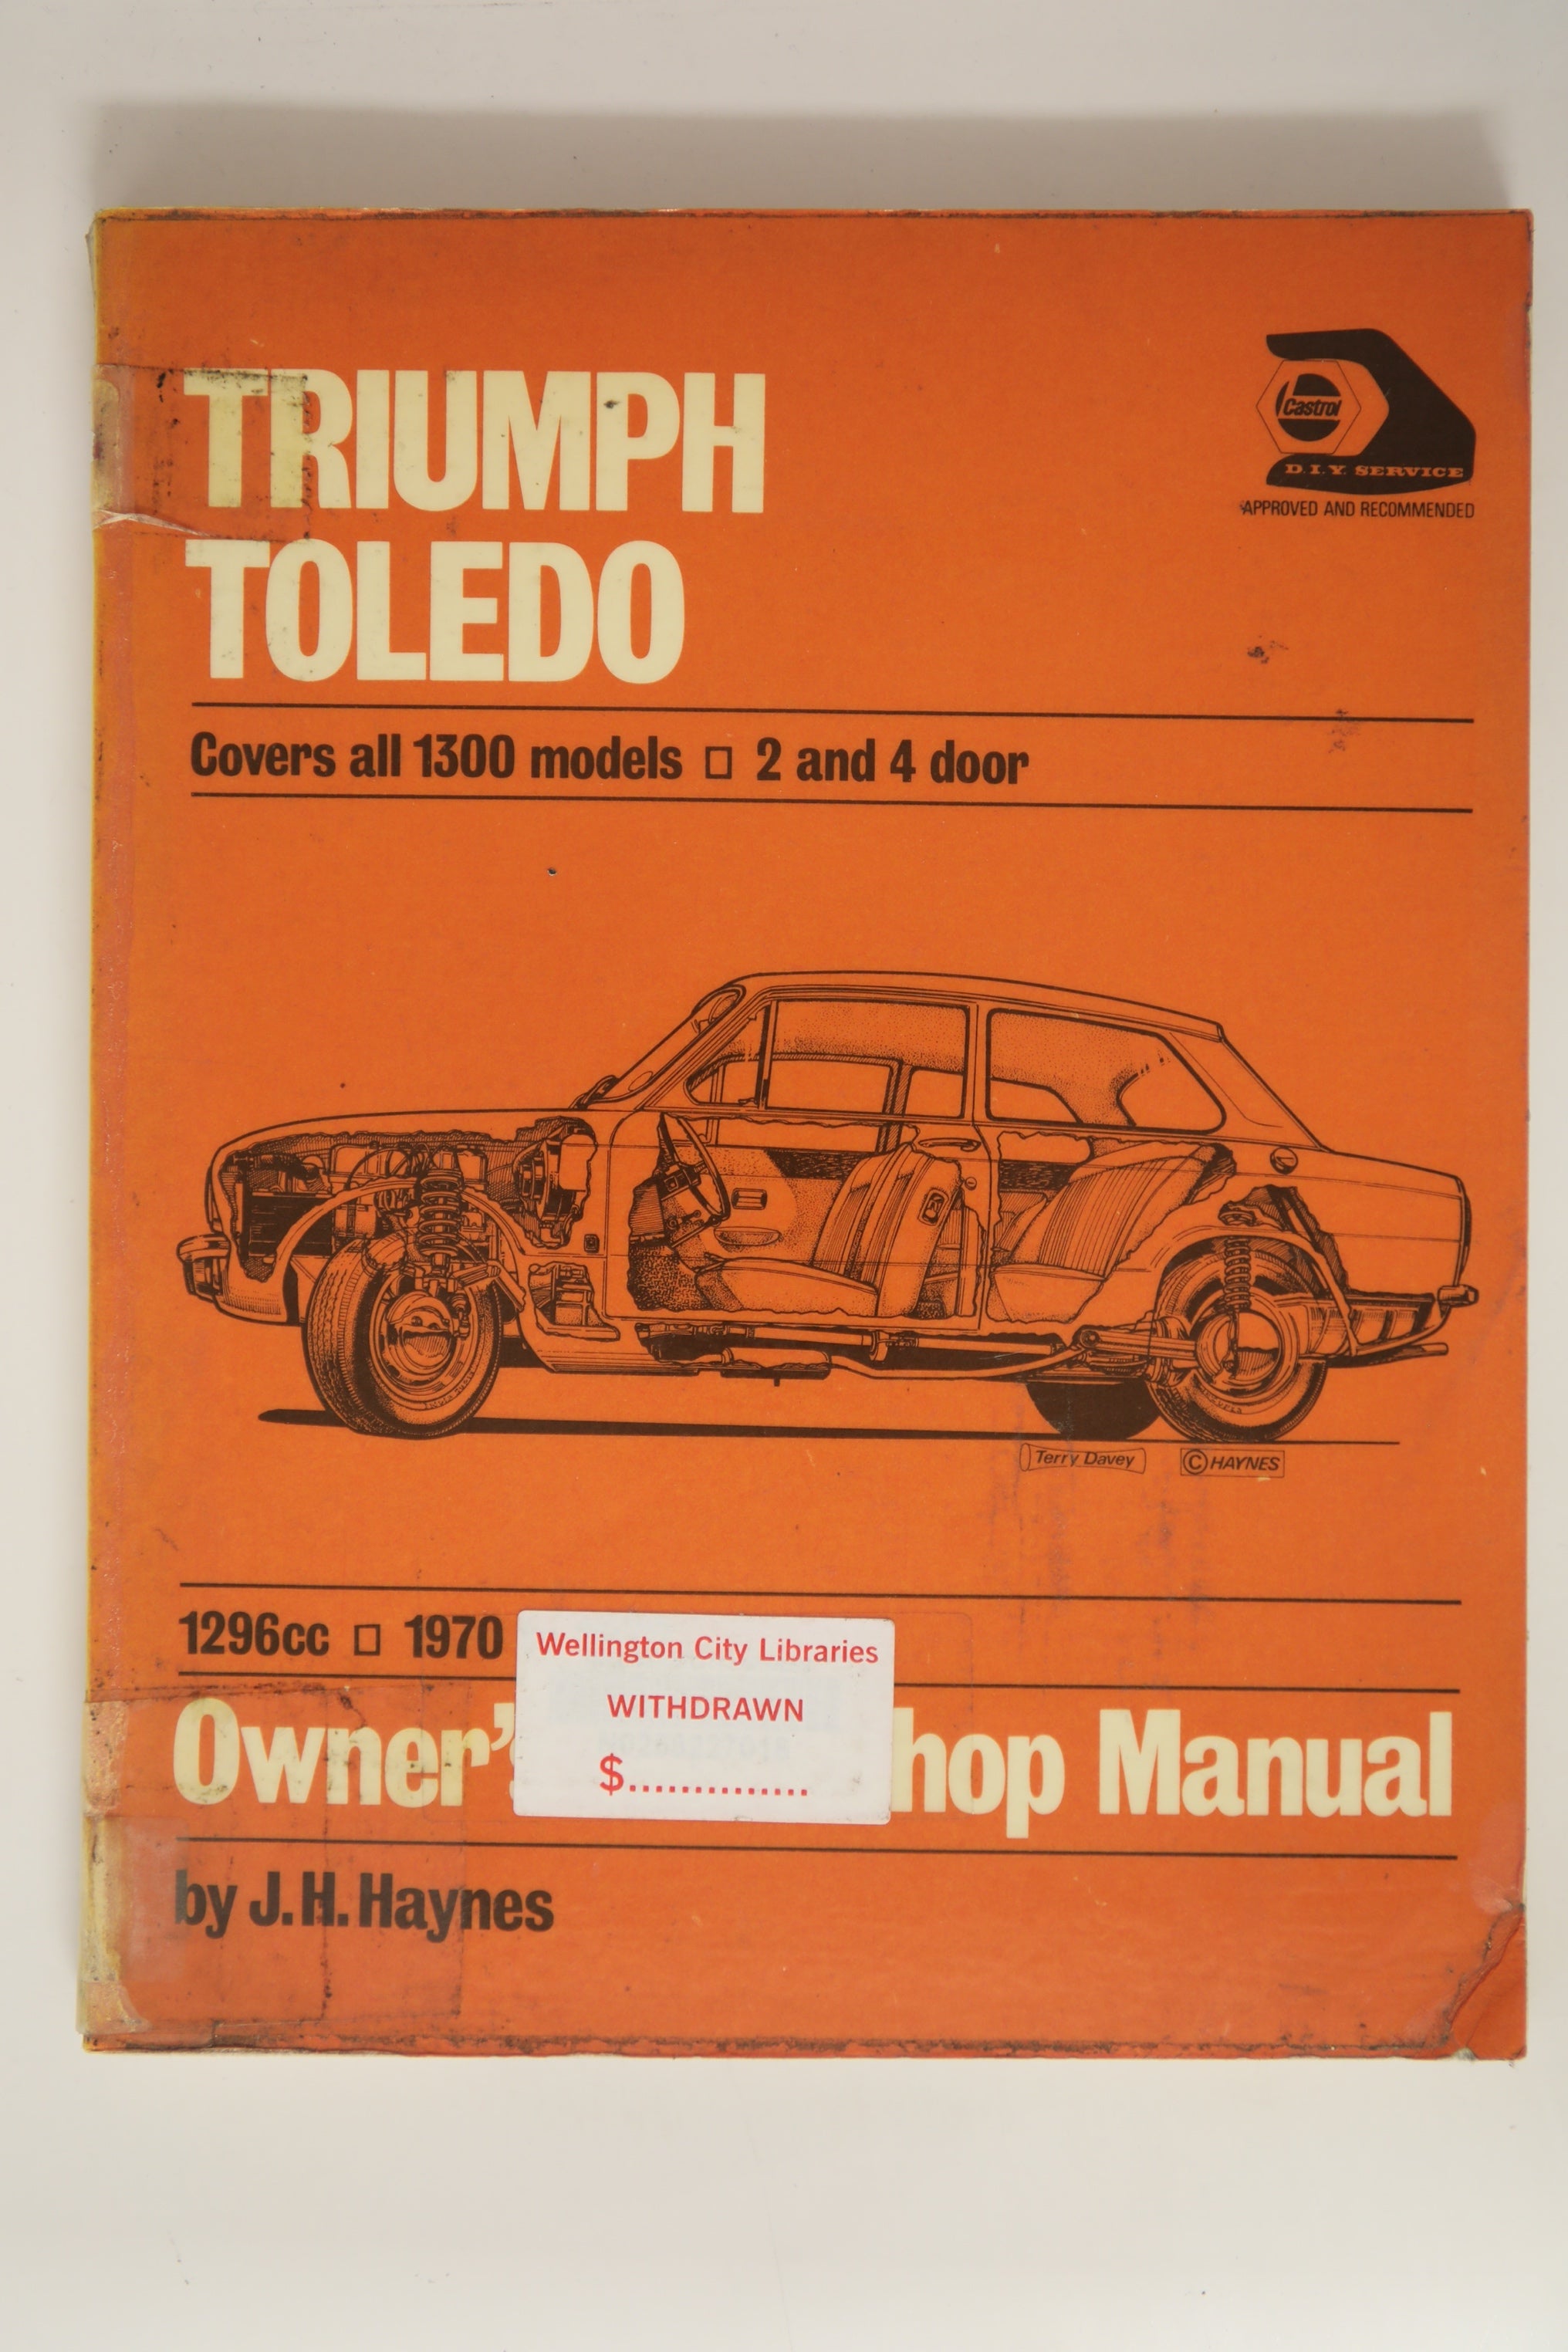 TRIUMPH
TOLEDO
Castrol
D.I.Y. SERVICE
APPROVED AND RECOMMENDED
Covers all 1300 models □ 2 and 4 door
Terry Davey
© HAYNES
1296cc □ 1970
Wellington City Libraries
WITHDRAWN
$..............
Owner's hop Manual
by J.H. Haynes